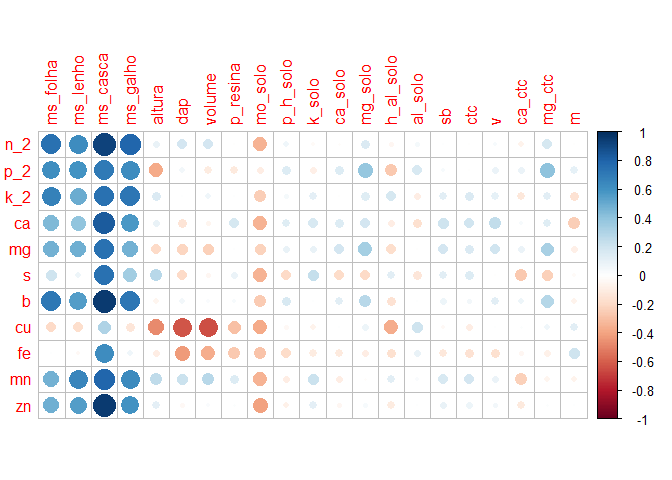 ms_folha
ms_lenho
ms_casca
ms_galho
altura
dap
volume
p_resina
mo_solo
p_h_solo
k_solo
ca_solo
mg_solo
h_al_solo
al_solo
sb
ctc
v
ca_ctc
mg_ctc
m
n_2
p_2
k_2
ca
mg
s
b
cu
fe
mn
zn
1
0.8
0.6
0.4
0.2
0
-0.2
-0.4
-0.6
-0.8
-1